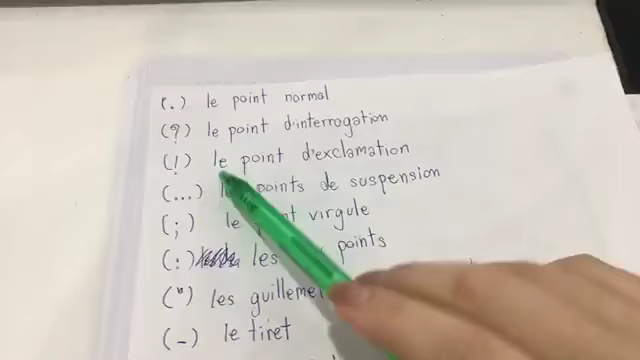 (.) le point normal
(?) le point d'interrogation
(!) le point d'exclamation
(...) points de suspension
(;) le virgule
(:) les points
(") les guillemets
(-) le tiret